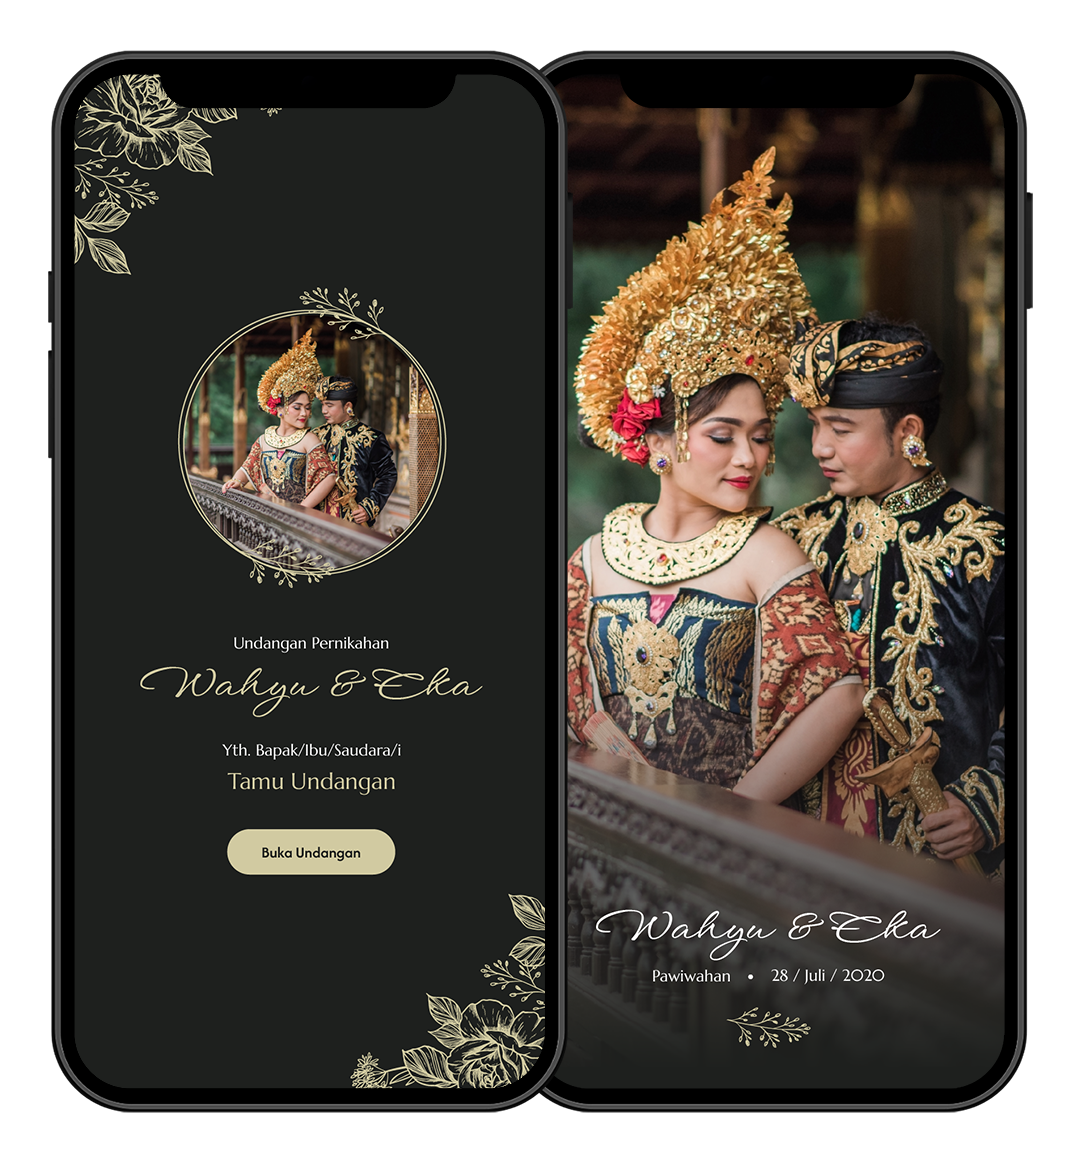 Undangan Pernikahan
Wahyu & Eka
Yth. Bapak/Ibu/Saudara/i
Tamu Undangan
Buka Undangan
Wahyu & Eka
Pawiwahan • 28 / Juli / 2020